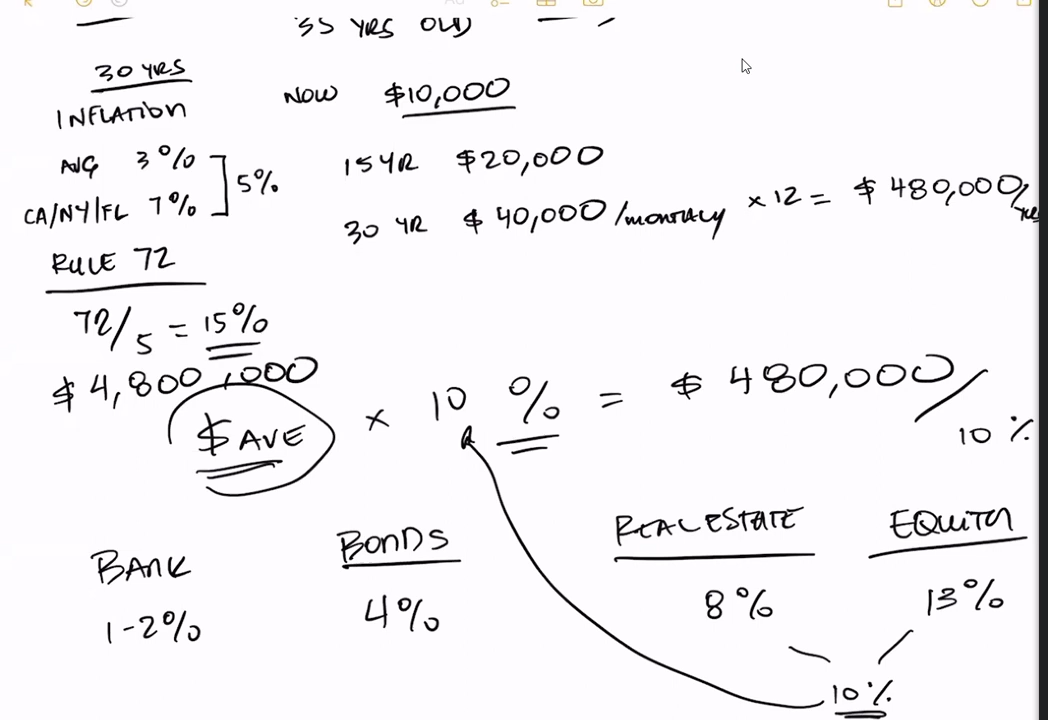 35 YRS OLD
30 YRS
INFLATION
NOW $10,000
AVG 3%
CA/NY/FL 7%
5%
15 YR $20,000
30 YR $40,000/monthly x 12 = $480,000/
RULE 72
72/5 = 15%
$4,800,000
$AVE x 10% = $480,000/
10%
BANK
1-2%
BONDS
4%
REAL ESTATE
8%
EQUITY
13%
10%